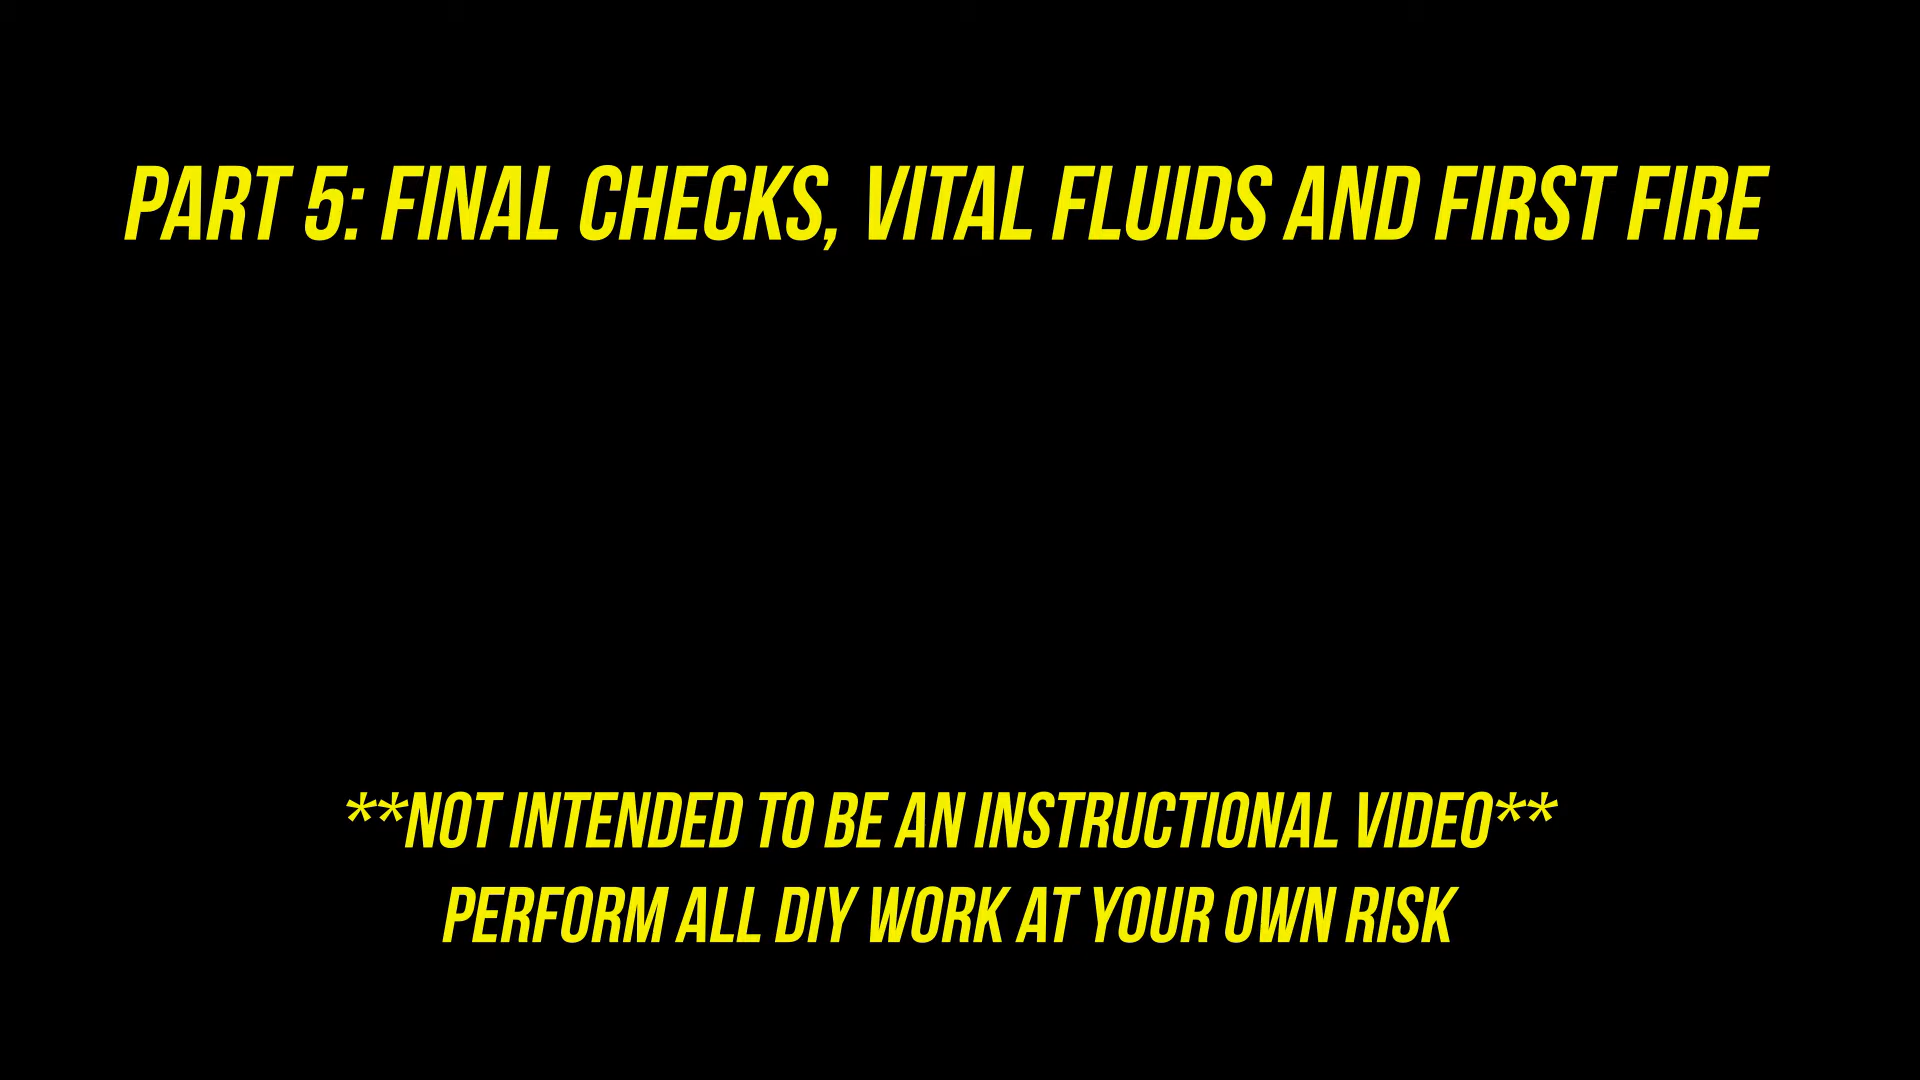 PART 5: FINAL CHECKS, VITAL FLUIDS AND FIRST FIRE
**NOT INTENDED TO BE AN INSTRUCTIONAL VIDEO**
PERFORM ALL DIY WORK AT YOUR OWN RISK